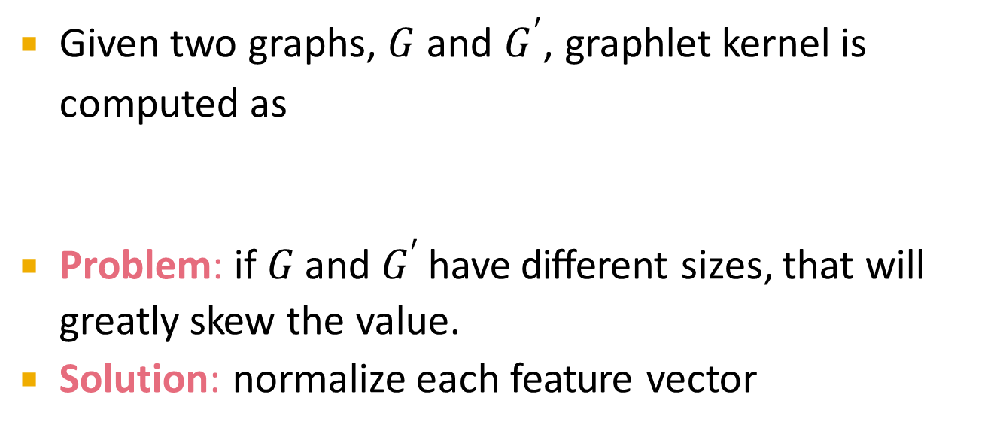 ▪ Given two graphs, G and G′, graphlet kernel is
computed as
▪ Problem: if G and G′ have different sizes, that will
greatly skew the value.
▪ Solution: normalize each feature vector